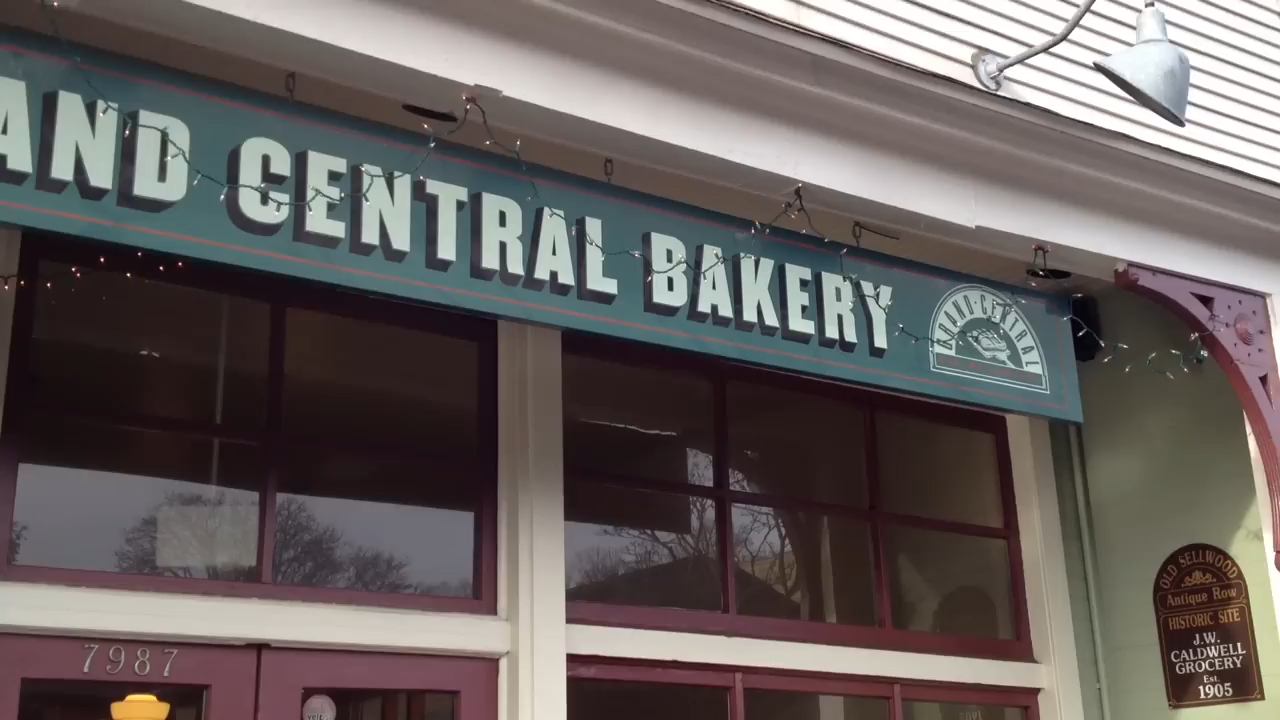 AND CENTRAL BAKERY
GRAND·CENTRAL
7987
OLD SELLWOOD
Antique Row
HISTORIC SITE
J.W.
CALDWELL
GROCERY
Est.
1905